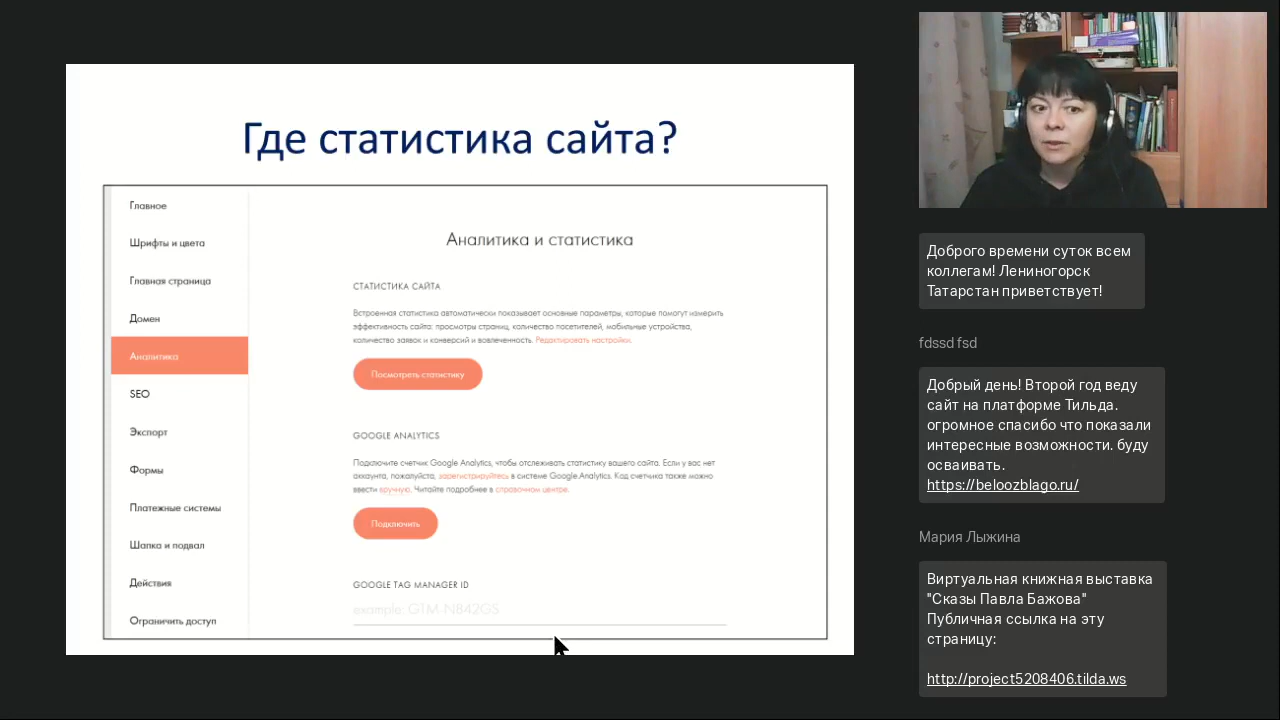 Где статистика сайта?
Главное
Шрифты и цвета
Главная страница
Домен
Аналитика
SEO
Экспорт
Формы
Платежные системы
Шапка и подвал
Действия
Ограничить доступ
Аналитика и статистика
СТАТИСТИКА САЙТА
Встроенная статистика автоматически показывает основные параметры, которые помогут измерить
эффективность сайта: просмотры страниц, количество посетителей, мобильные устройства,
количество заявок и конверсий и вовлеченность. Редактировать настройки.
Посмотреть статистику
GOOGLE ANALYTICS
Подключите счетчик Google Analytics, чтобы отслеживать статистику вашего сайта. Если у вас нет
аккаунта, пожалуйста, зарегистрируйтесь в системе Google.Analytics. Код счетчика также можно
ввести вручную. Читайте подробнее в справочном центре.
Подключить
GOOGLE TAG MANAGER ID
example: GTM-N842GS
Доброго времени суток всем
коллегам! Лениногорск
Татарстан приветствует!
fdssd fsd
Добрый день! Второй год веду
сайт на платформе Тильда.
огромное спасибо что показали
интересные возможности. буду
осваивать.
https://beloozblago.ru/
Мария Лыжина
Виртуальная книжная выставка
"Сказы Павла Бажова"
Публичная ссылка на эту
страницу:
http://project5208406.tilda.ws